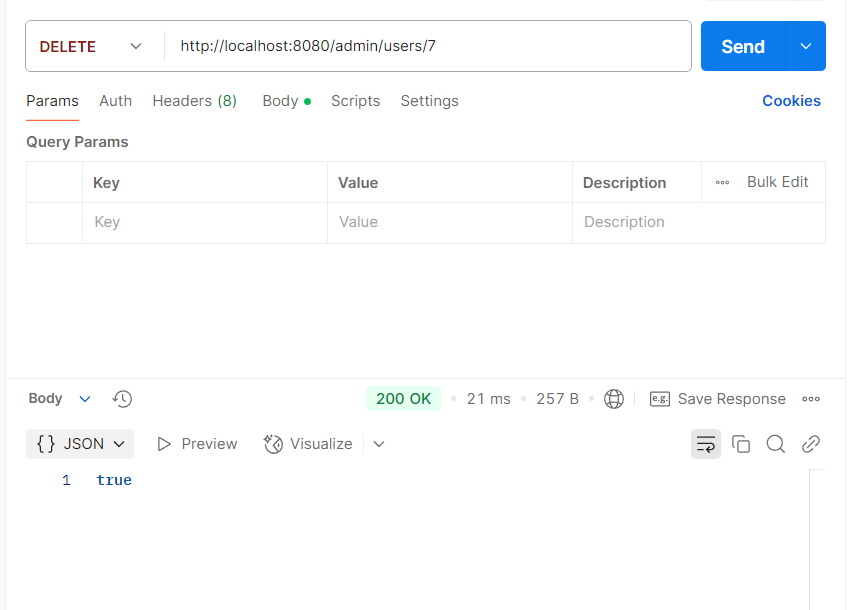 DELETE http://localhost:8080/admin/users/7 Send
Params Auth Headers (8) Body Scripts Settings Cookies
Query Params
Key Value Description Bulk Edit
Key Value Description
Body 200 OK 21 ms 257 B e.g. Save Response
{} JSON Preview Visualize
1 true